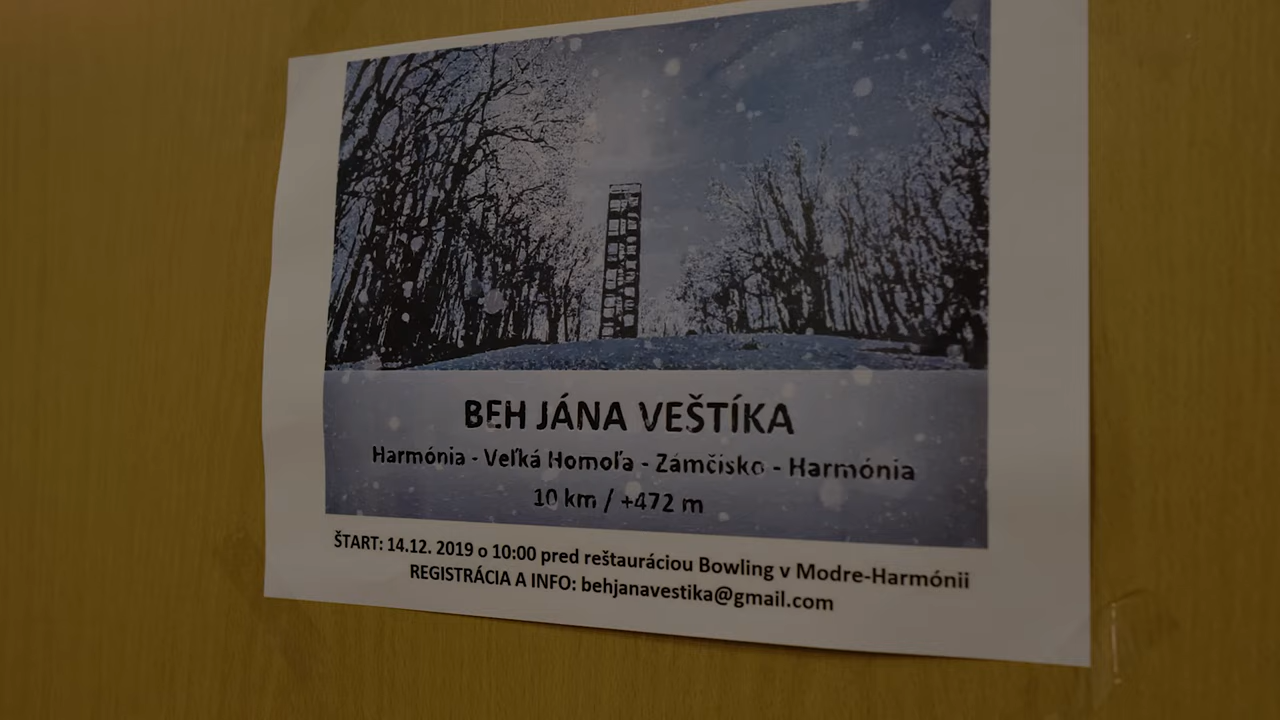 BEH JÁNA VEŠTÍKA
Harmónia - Veľká Homoľa - Zámčisko - Harmónia
10 km / +472 m
ŠTART: 14.12. 2019 o 10:00 pred reštauráciou Bowling v Modre-Harmónii
REGISTRÁCIA A INFO: behjanavestika@gmail.com